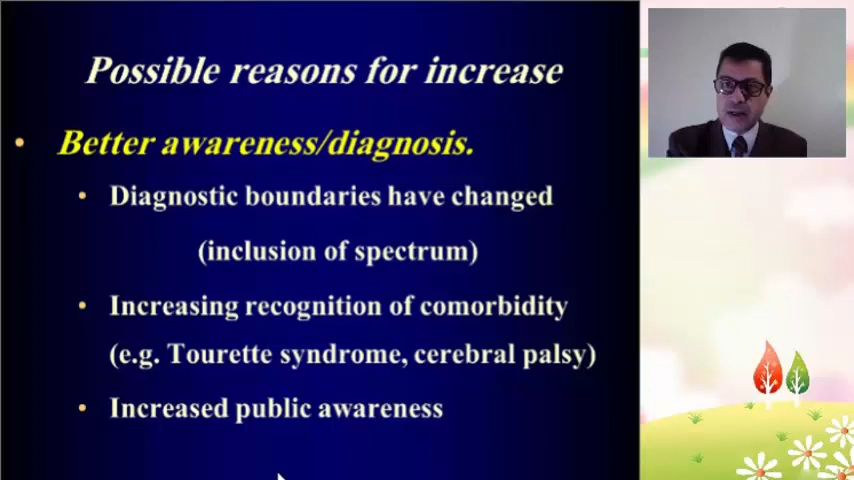 Possible reasons for increase
• Better awareness/diagnosis.
• Diagnostic boundaries have changed
(inclusion of spectrum)
• Increasing recognition of comorbidity
(e.g. Tourette syndrome, cerebral palsy)
• Increased public awareness